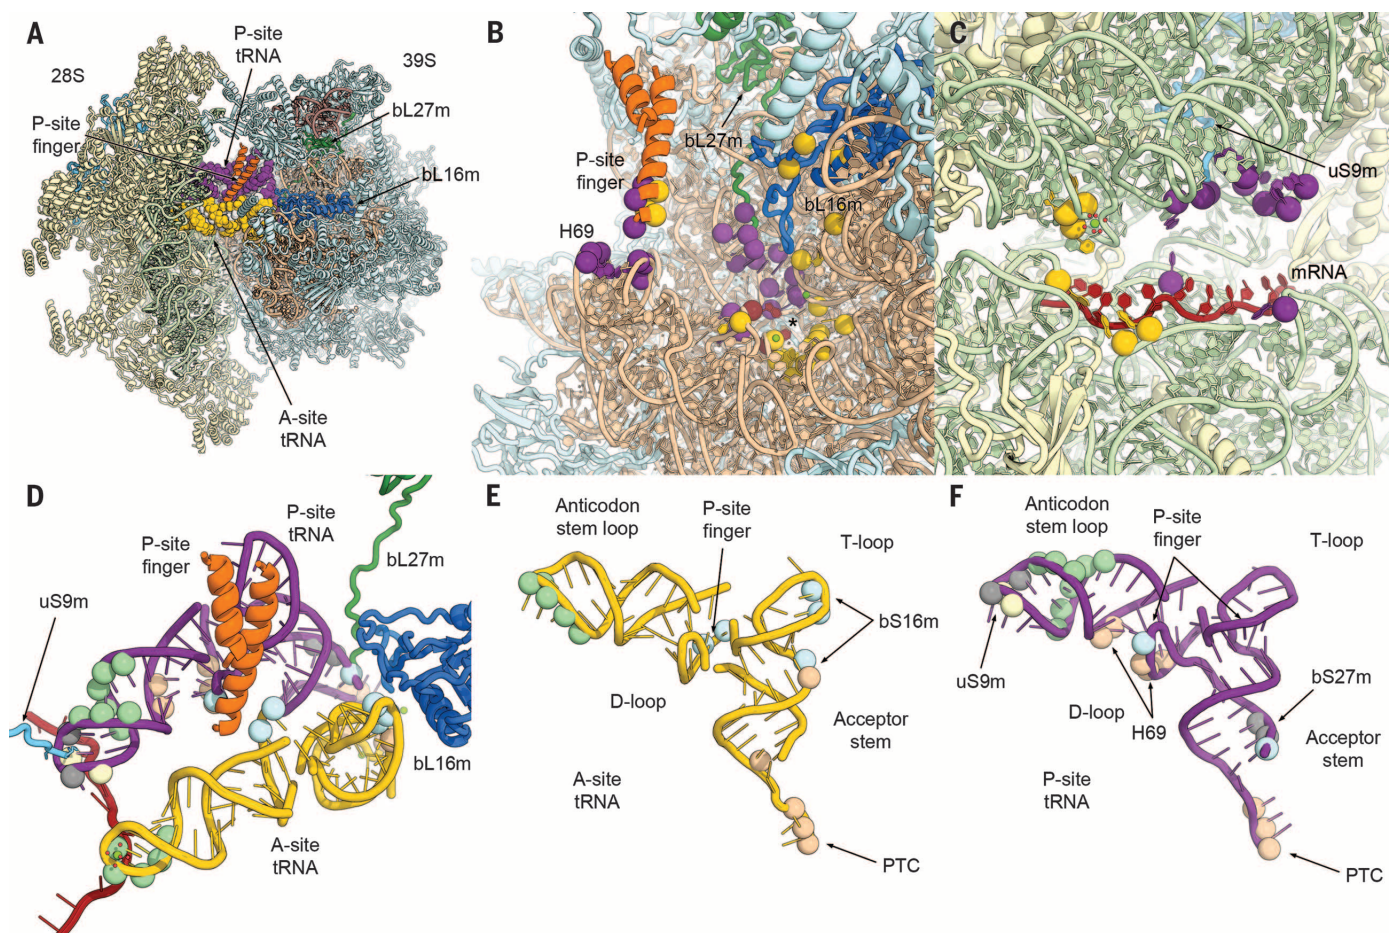 A
P-site
tRNA
28S
39S
bL27m
P-site
finger
bL16m
A-site
tRNA
B
bL27m
P-site
finger
bL16m
H69
*
C
uS9m
mRNA
D
P-site
tRNA
P-site
finger
bL27m
uS9m
bL16m
A-site
tRNA
E
Anticodon
stem loop
P-site
finger
T-loop
bS16m
D-loop
Acceptor
stem
A-site
tRNA
PTC
F
Anticodon
stem loop
P-site
finger
T-loop
uS9m
bS27m
D-loop
H69
Acceptor
stem
P-site
tRNA
PTC